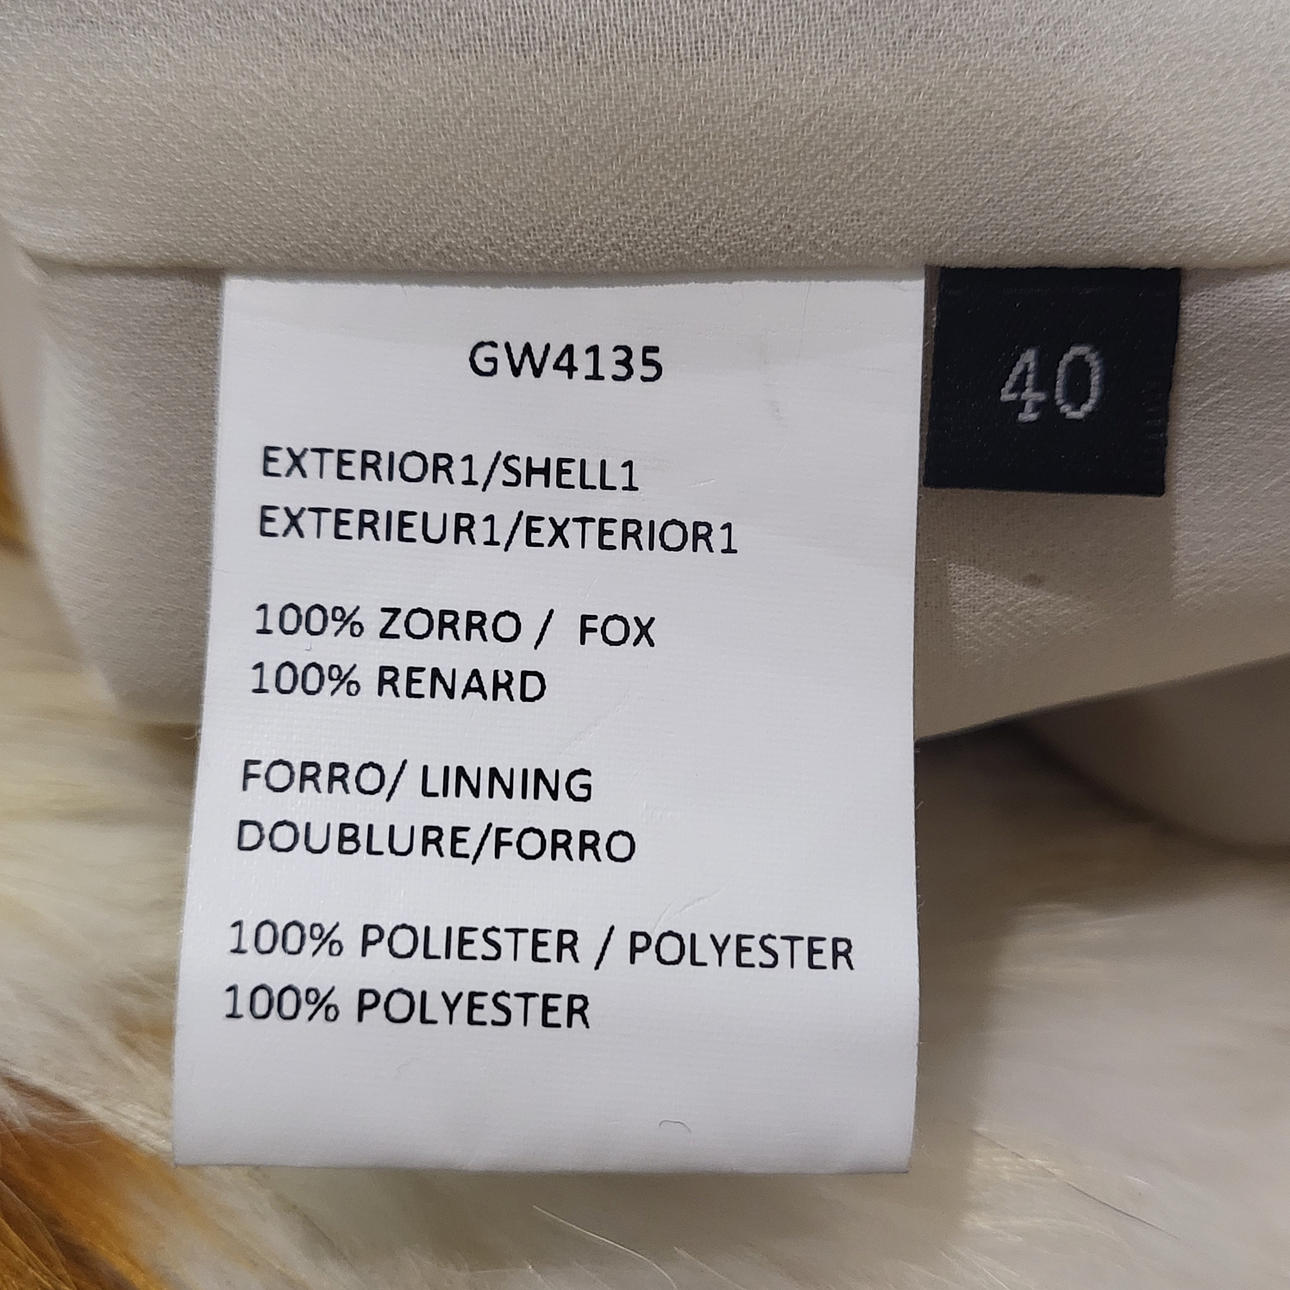 GW4135
40
EXTERIOR1/SHELL1
EXTERIEUR1/EXTERIOR1
100% ZORRO / FOX
100% RENARD
FORRO/ LINNING
DOUBLURE/FORRO
100% POLIESTER / POLYESTER
100% POLYESTER